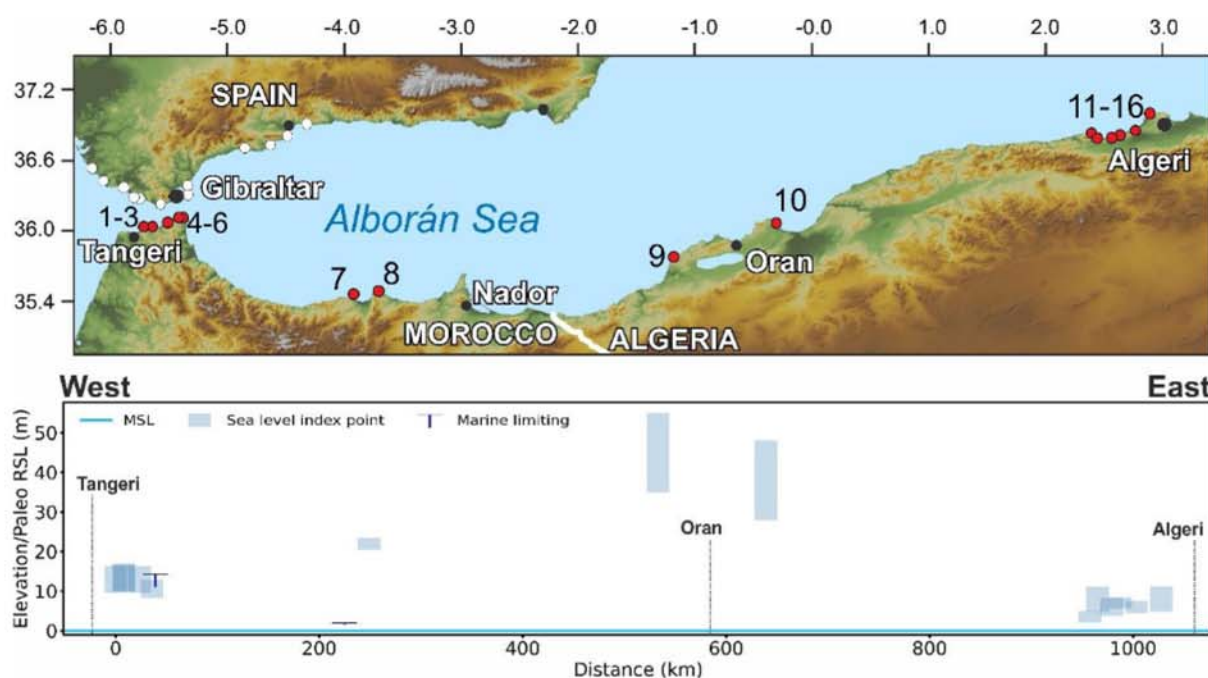 -6.0 -5.0 -4.0 -3.0 -2.0 -1.0 -0.0 1.0 2.0 3.0
37.2
SPAIN
11-16
36.6
Gibraltar
Algeri
1-3
4-6
Alborán Sea
10
36.0
Tangeri
9
Oran
7
8
Nador
35.4
MOROCCO
ALGERIA
West East
MSL Sea level index point Marine limiting
Elevation/Paleo RSL (m)
50
40
30
20
10
0
Tangeri
Oran
Algeri
0 200 400 600 800 1000
Distance (km)